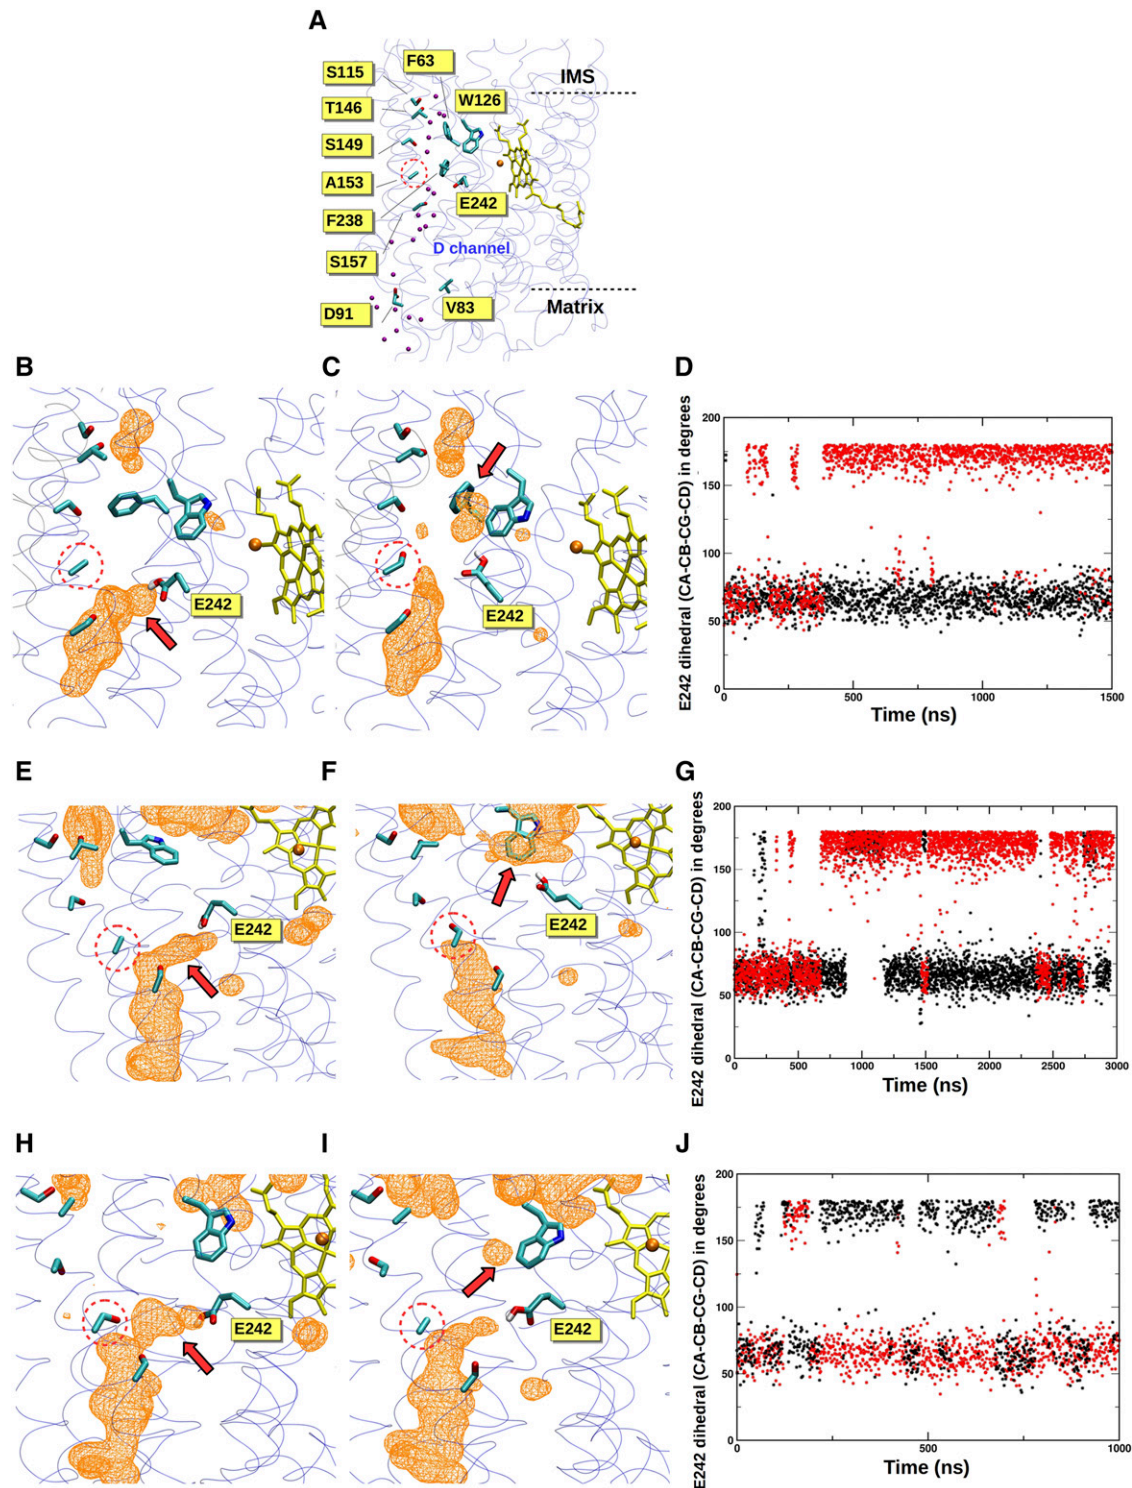 A
S115
F63
IMS
T146
W126
S149
A153
E242
F238
D channel
S157
D91
V83
Matrix
B
C
D
E242
E242
E242 dihedral (CA-CB-CG-CD) in degrees
200
150
100
50
0
0
500
1000
1500
Time (ns)
E
F
G
E242
E242
E242 dihedral (CA-CB-CG-CD) in degrees
200
150
100
50
0
0
500
1000
1500
2000
2500
3000
Time (ns)
H
I
J
E242
E242
E242 dihedral (CA-CB-CG-CD) in degrees
200
150
100
50
0
0
500
1000
Time (ns)